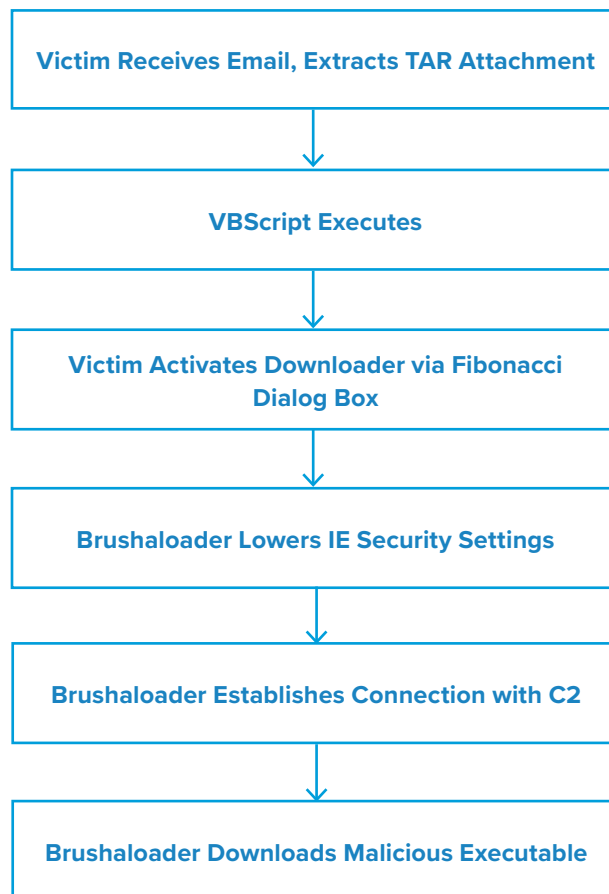 Victim Receives Email, Extracts TAR Attachment
VBScript Executes
Victim Activates Downloader via Fibonacci
Dialog Box
Brushaloader Lowers IE Security Settings
Brushaloader Establishes Connection with C2
Brushaloader Downloads Malicious Executable